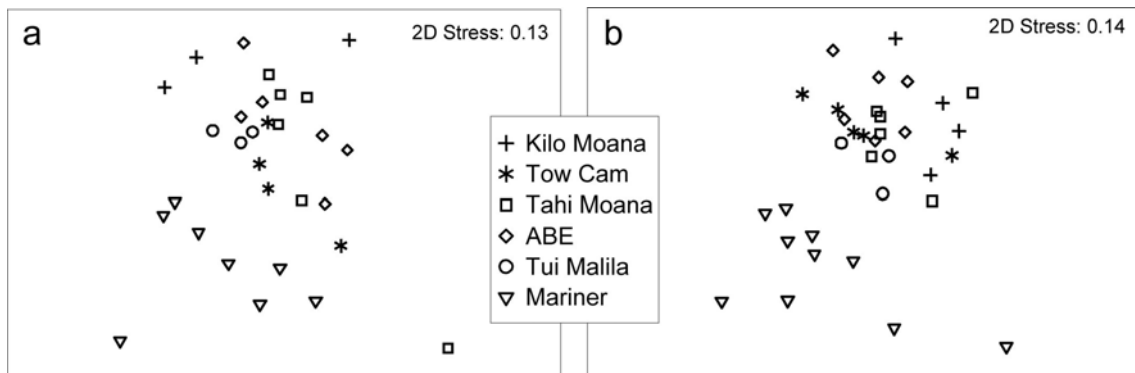 a
2D Stress: 0.13
Kilo Moana
Tow Cam
Tahi Moana
ABE
Tui Malila
Mariner
b
2D Stress: 0.14